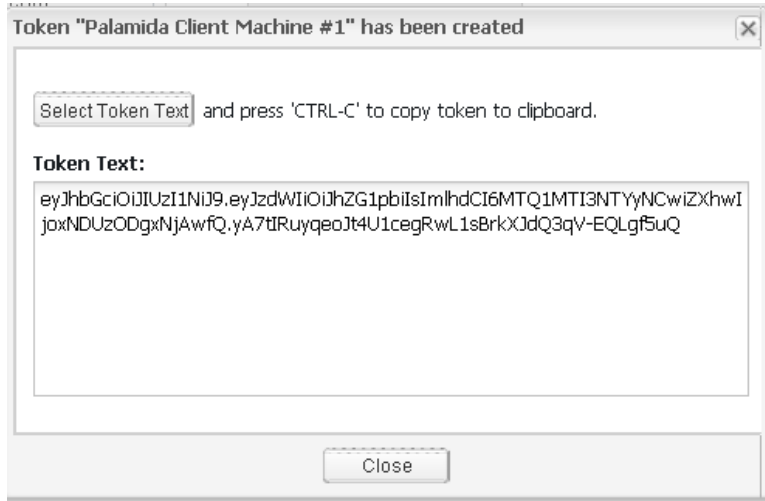 Token "Palamida Client Machine #1" has been created
Select Token Text and press 'CTRL-C' to copy token to clipboard.
Token Text:
eyJhbGciOiJIUzI1NiJ9.eyJzdWIiOiJhZG1pbiIsImlhdCI6MTQ1MTI3NTYyNCwiZXhwI
joxNDUzODgxNjAwfQ.yA7tIRuyqeoJt4U1cegRwL1sBrkXJdQ3qV-EQLgf5uQ
Close